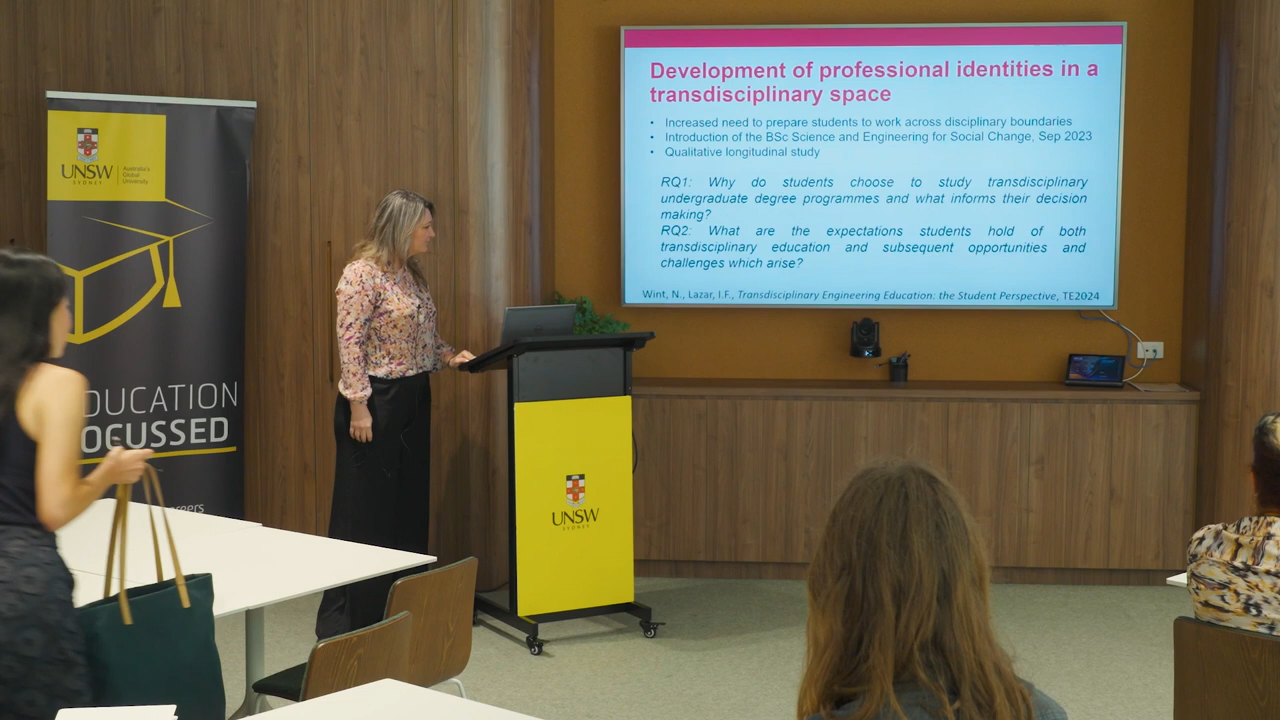 Development of professional identities in a
transdisciplinary space
• Increased need to prepare students to work across disciplinary boundaries
• Introduction of the BSc Science and Engineering for Social Change, Sep 2023
• Qualitative longitudinal study
RQ1: Why do students choose to study transdisciplinary
undergraduate degree programmes and what informs their decision
making?
RQ2: What are the expectations students hold of both
transdisciplinary education and subsequent opportunities and
challenges which arise?
Wint, N., Lazar, I.F., Transdisciplinary Engineering Education: the Student Perspective, TE2024
UNSW
SYDNEY
Australia's
Global
University
DUCATION
OCUSSED
reers
UNSW
SYDNEY